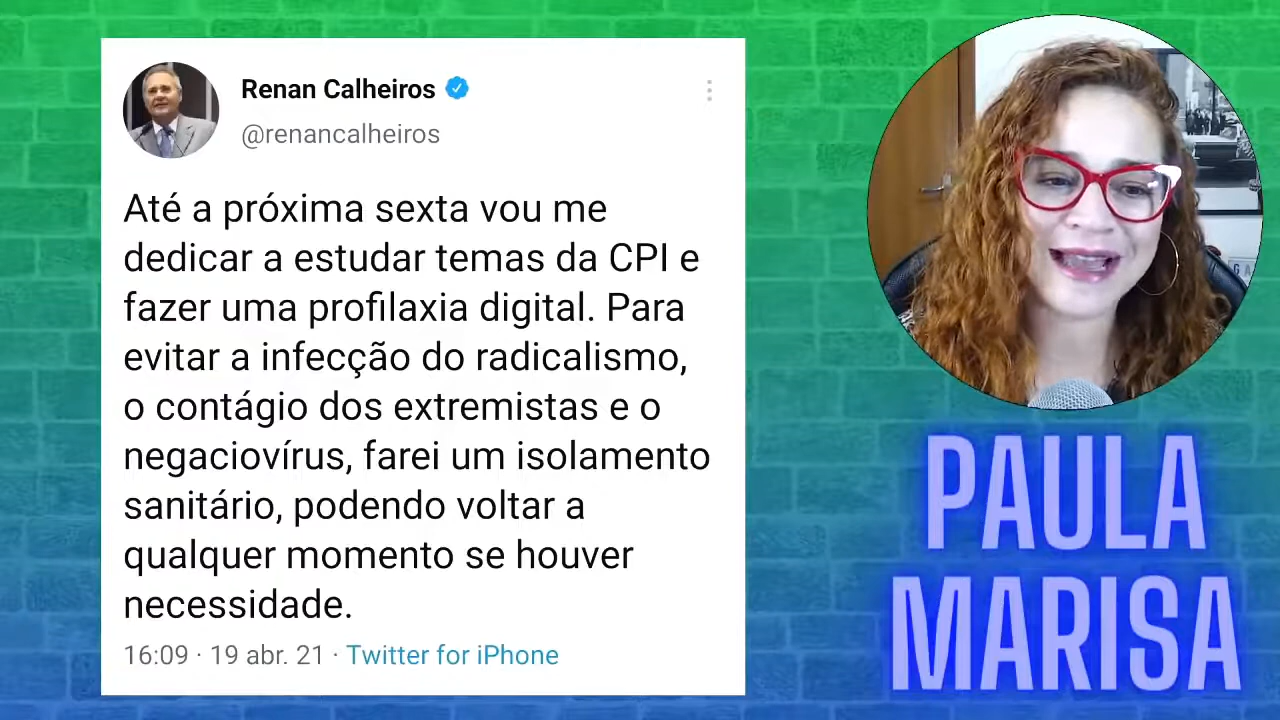 Renan Calheiros
@renancalheiros
Até a próxima sexta vou me
dedicar a estudar temas da CPI e
fazer uma profilaxia digital. Para
evitar a infecção do radicalismo,
o contágio dos extremistas e o
negaciovírus, farei um isolamento
sanitário, podendo voltar a
qualquer momento se houver
necessidade.
16:09 · 19 abr. 21 · Twitter for iPhone
PAULA
MARISA